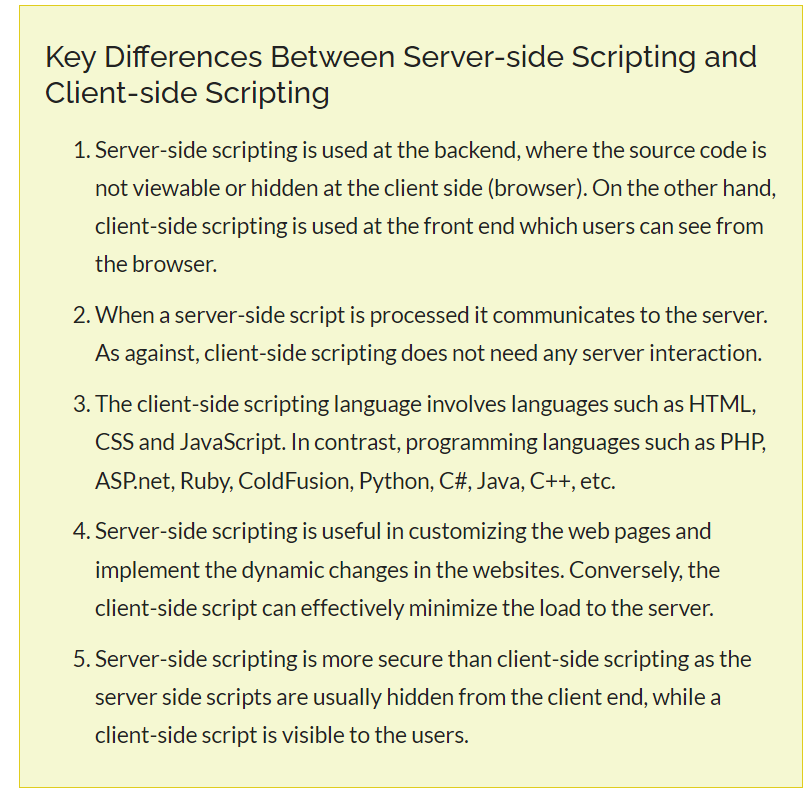 Key Differences Between Server-side Scripting and
Client-side Scripting
1. Server-side scripting is used at the backend, where the source code is
not viewable or hidden at the client side (browser). On the other hand,
client-side scripting is used at the front end which users can see from
the browser.
2. When a server-side script is processed it communicates to the server.
As against, client-side scripting does not need any server interaction.
3. The client-side scripting language involves languages such as HTML,
CSS and JavaScript. In contrast, programming languages such as PHP,
ASP.net, Ruby, ColdFusion, Python, C#, Java, C++, etc.
4. Server-side scripting is useful in customizing the web pages and
implement the dynamic changes in the websites. Conversely, the
client-side script can effectively minimize the load to the server.
5. Server-side scripting is more secure than client-side scripting as the
server side scripts are usually hidden from the client end, while a
client-side script is visible to the users.